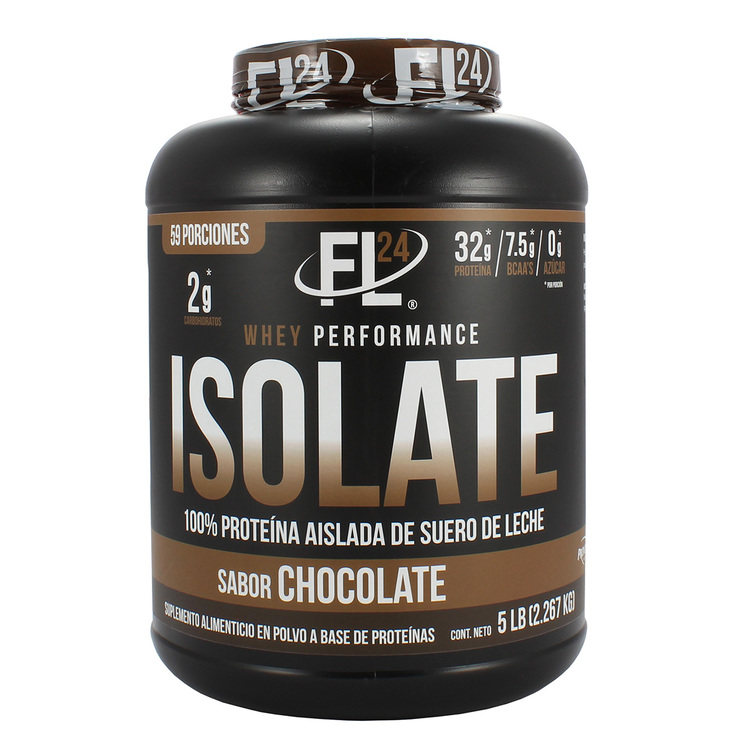 FL24 FL24
59 PORCIONES
FL24®
32g* / 7.5g* / 0g*
PROTEÍNA BCAA'S AZÚCAR
* POR PORCIÓN
2g*
CARBOHIDRATOS
WHEY PERFORMANCE
ISOLATE
100% PROTEÍNA AISLADA DE SUERO DE LECHE
SABOR CHOCOLATE
SUPLEMENTO ALIMENTICIO EN POLVO A BASE DE PROTEÍNAS
CONT. NETO 5 LB (2.267 KG)